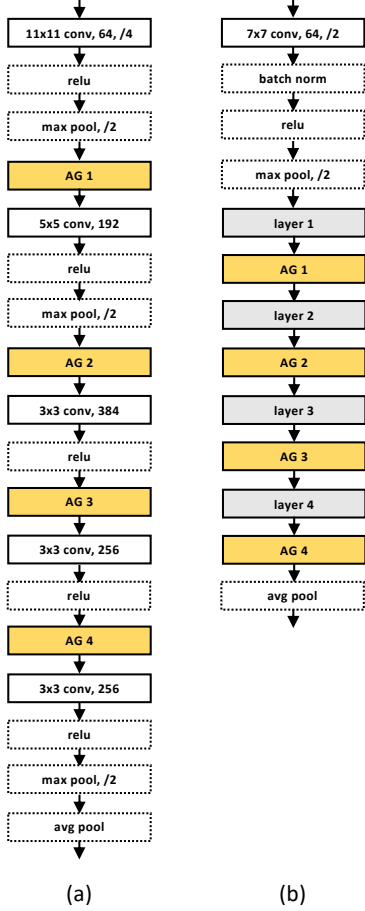 11x11 conv, 64, /4
relu
max pool, /2
AG 1
5x5 conv, 192
relu
max pool, /2
AG 2
3x3 conv, 384
relu
AG 3
3x3 conv, 256
relu
AG 4
3x3 conv, 256
relu
max pool, /2
avg pool
(a)
7x7 conv, 64, /2
batch norm
relu
max pool, /2
layer 1
AG 1
layer 2
AG 2
layer 3
AG 3
layer 4
AG 4
avg pool
(b)